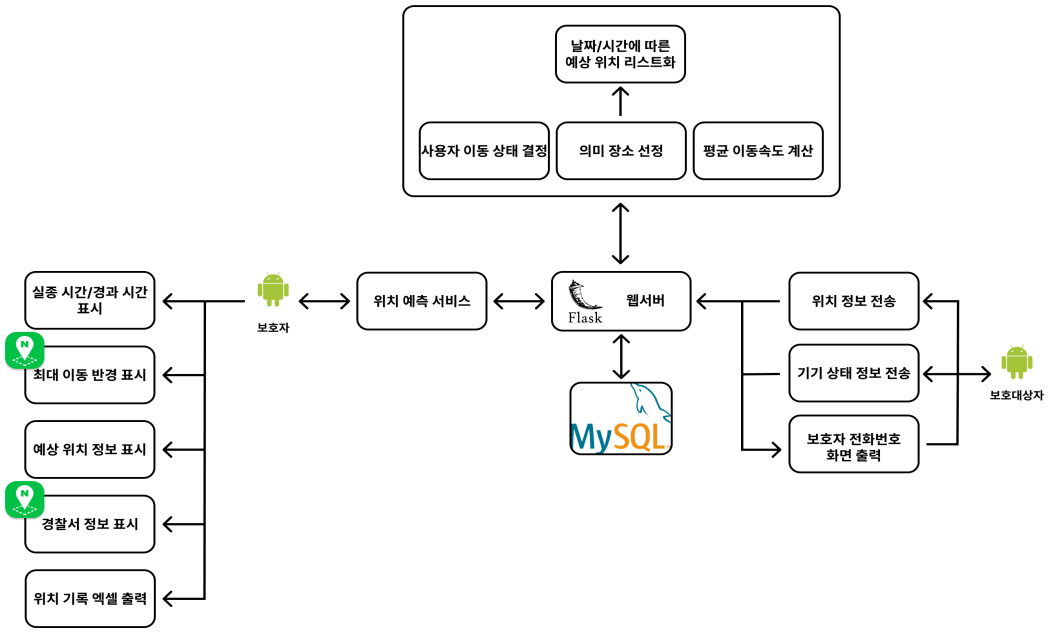 날짜/시간에 따른
예상 위치 리스트화
사용자 이동 상태 결정
의미 장소 선정
평균 이동속도 계산
실종 시간/경과 시간
표시
보호자
위치 예측 서비스
Flask
웹서버
위치 정보 전송
N
최대 이동 반경 표시
기기 상태 정보 전송
보호대상자
MySQL
예상 위치 정보 표시
보호자 전화번호
화면 출력
N
경찰서 정보 표시
위치 기록 엑셀 출력